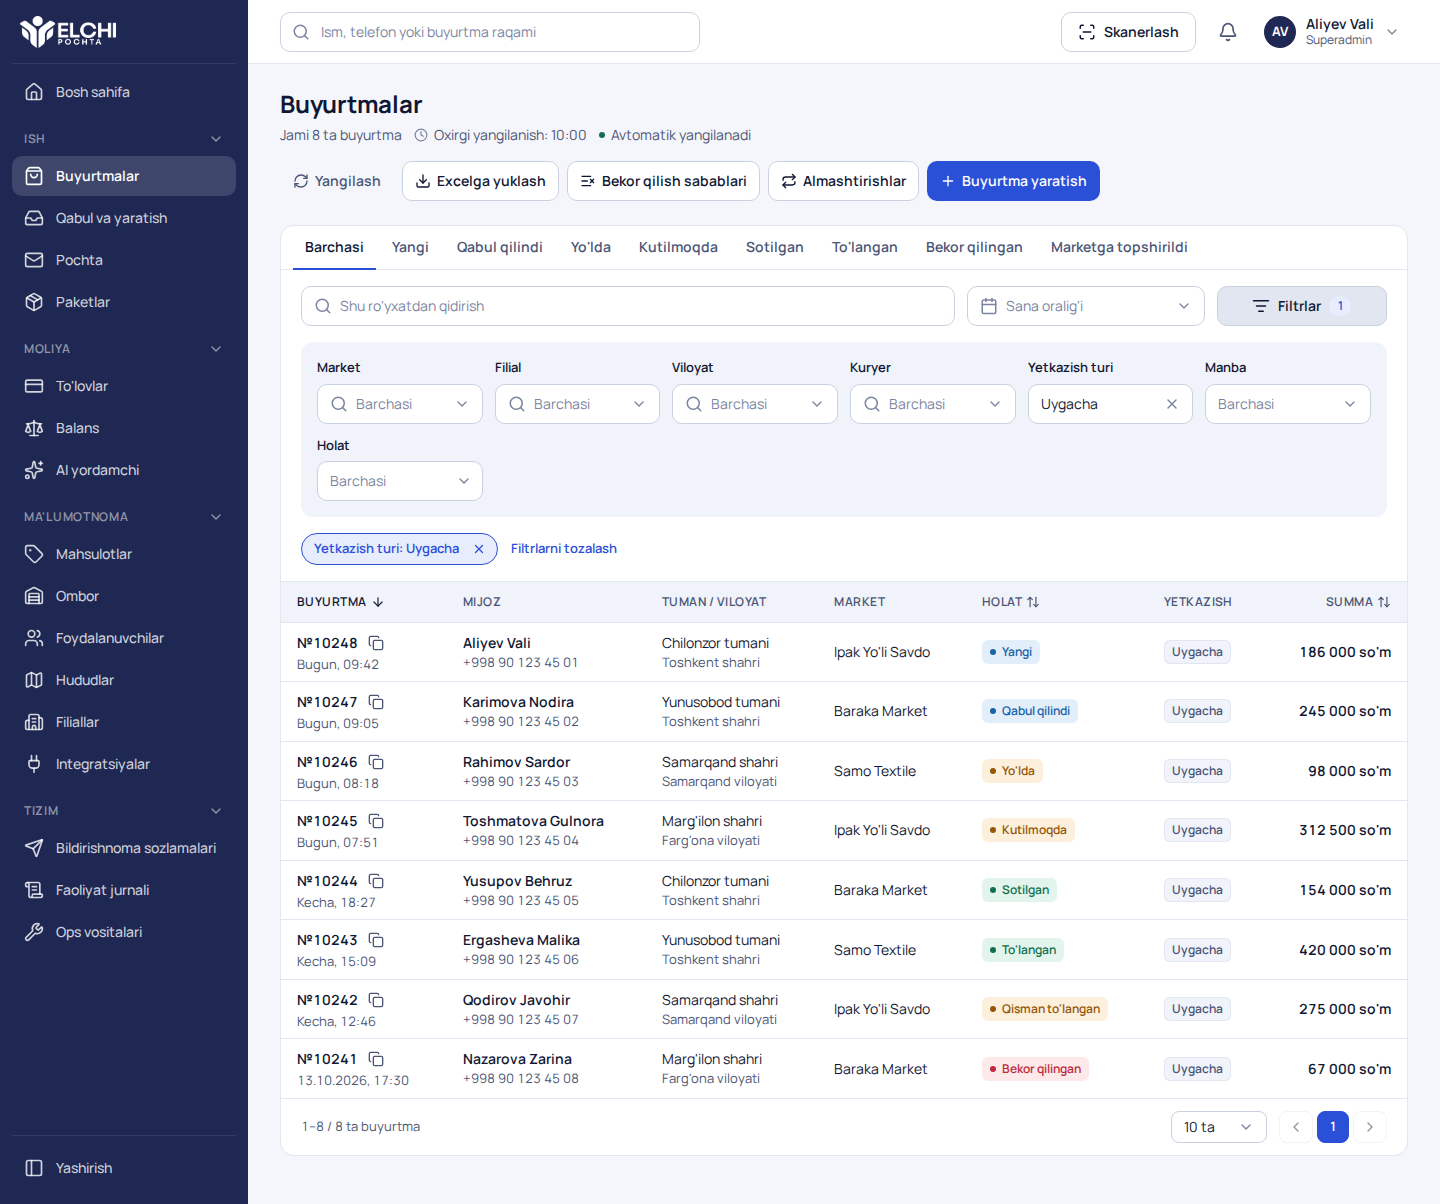 ELCHI
POCHTA
Ism, telefon yoki buyurtma raqami
Skanerlash
AV
Aliyev Vali
Superadmin
Bosh sahifa
ISH
Buyurtmalar
Qabul va yaratish
Pochta
Paketlar
MOLIYA
To'lovlar
Balans
AI yordamchi
MA'LUMOTNOMA
Mahsulotlar
Ombor
Foydalanuvchilar
Hududlar
Filiallar
Integratsiyalar
TIZIM
Bildirishnoma sozlamalari
Faoliyat jurnali
Ops vositalari
Yashirish
Buyurtmalar
Jami 8 ta buyurtma Oxirgi yangilanish: 10:00 Avtomatik yangilanadi
Yangilash Excelga yuklash Bekor qilish sabablari Almashtirishlar Buyurtma yaratish
Barchasi Yangi Qabul qilindi Yo'lda Kutilmoqda Sotilgan To'langan Bekor qilingan Marketga topshirildi
Shu ro'yxatdan qidirish Sana oralig'i Filtrlar 1
Market Filial Viloyat Kuryer Yetkazish turi Manba
Barchasi Barchasi Barchasi Barchasi Uygacha Barchasi
Holat
Barchasi
Yetkazish turi: Uygacha Filtrlarni tozalash
BUYURTMA MIJOZ TUMAN / VILOYAT MARKET HOLAT YETKAZISH SUMMA
№10248 Aliyev Vali Chilonzor tumani Ipak Yo'li Savdo Yangi Uygacha 186 000 so'm
Bugun, 09:42 +998 90 123 45 01 Toshkent shahri
№10247 Karimova Nodira Yunusobod tumani Baraka Market Qabul qilindi Uygacha 245 000 so'm
Bugun, 09:05 +998 90 123 45 02 Toshkent shahri
№10246 Rahimov Sardor Samarqand shahri Samo Textile Yo'lda Uygacha 98 000 so'm
Bugun, 08:18 +998 90 123 45 03 Samarqand viloyati
№10245 Toshmatova Gulnora Marg'ilon shahri Ipak Yo'li Savdo Kutilmoqda Uygacha 312 500 so'm
Bugun, 07:51 +998 90 123 45 04 Farg'ona viloyati
№10244 Yusupov Behruz Chilonzor tumani Baraka Market Sotilgan Uygacha 154 000 so'm
Kecha, 18:27 +998 90 123 45 05 Toshkent shahri
№10243 Ergasheva Malika Yunusobod tumani Samo Textile To'langan Uygacha 420 000 so'm
Kecha, 15:09 +998 90 123 45 06 Toshkent shahri
№10242 Qodirov Javohir Samarqand shahri Ipak Yo'li Savdo Qisman to'langan Uygacha 275 000 so'm
Kecha, 12:46 +998 90 123 45 07 Samarqand viloyati
№10241 Nazarova Zarina Marg'ilon shahri Baraka Market Bekor qilingan Uygacha 67 000 so'm
13.10.2026, 17:30 +998 90 123 45 08 Farg'ona viloyati
1–8 / 8 ta buyurtma 10 ta 1